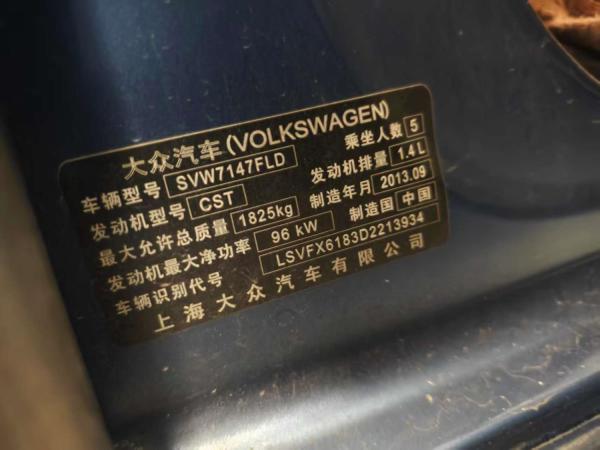 大众汽车(VOLKSWAGEN)
车辆型号 SVW7147FLD 乘坐人数 5
发动机型号 CST 发动机排量 1.4L
最大允许总质量 1825kg 制造年月 2013.09
发动机最大净功率 96 kW 制造国 中国
车辆识别代号 LSVFX6183D2213934
上海大众汽车有限公司